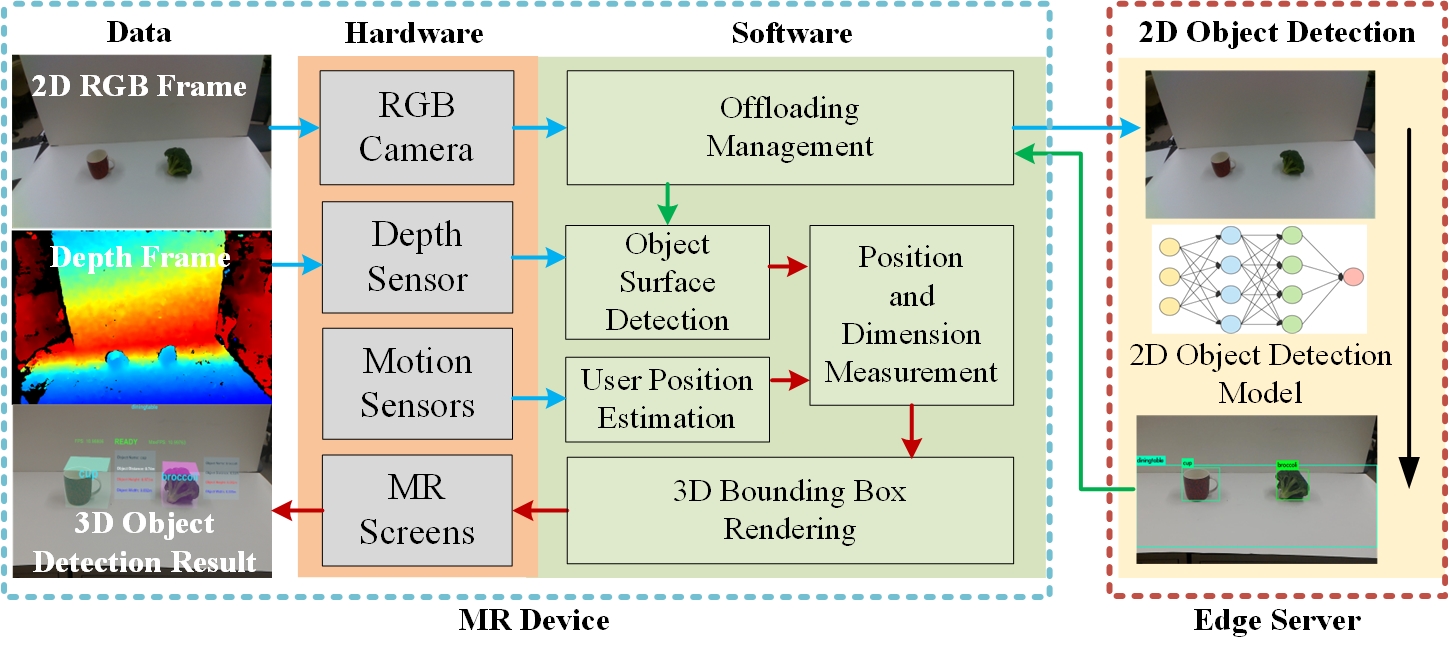 Data
Hardware
Software
2D Object Detection
2D RGB Frame
RGB
Camera
Offloading
Management
Depth Frame
Depth
Sensor
Object
Surface
Detection
Position
and
Dimension
Measurement
Motion
Sensors
User Position
Estimation
2D Object Detection
Model
diningtable
READY
cup
broccoli
3D Object
Detection Result
MR
Screens
3D Bounding Box
Rendering
diningtable
cup
broccoli
MR Device
Edge Server